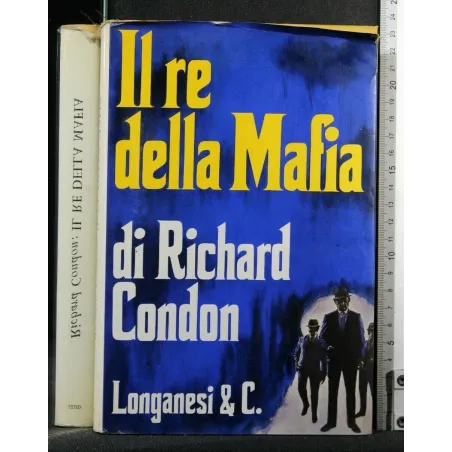 Il re
della Mafia
di Richard
Condon
Longanesi & C.
Richard Condon: IL RE DELLA MAFIA